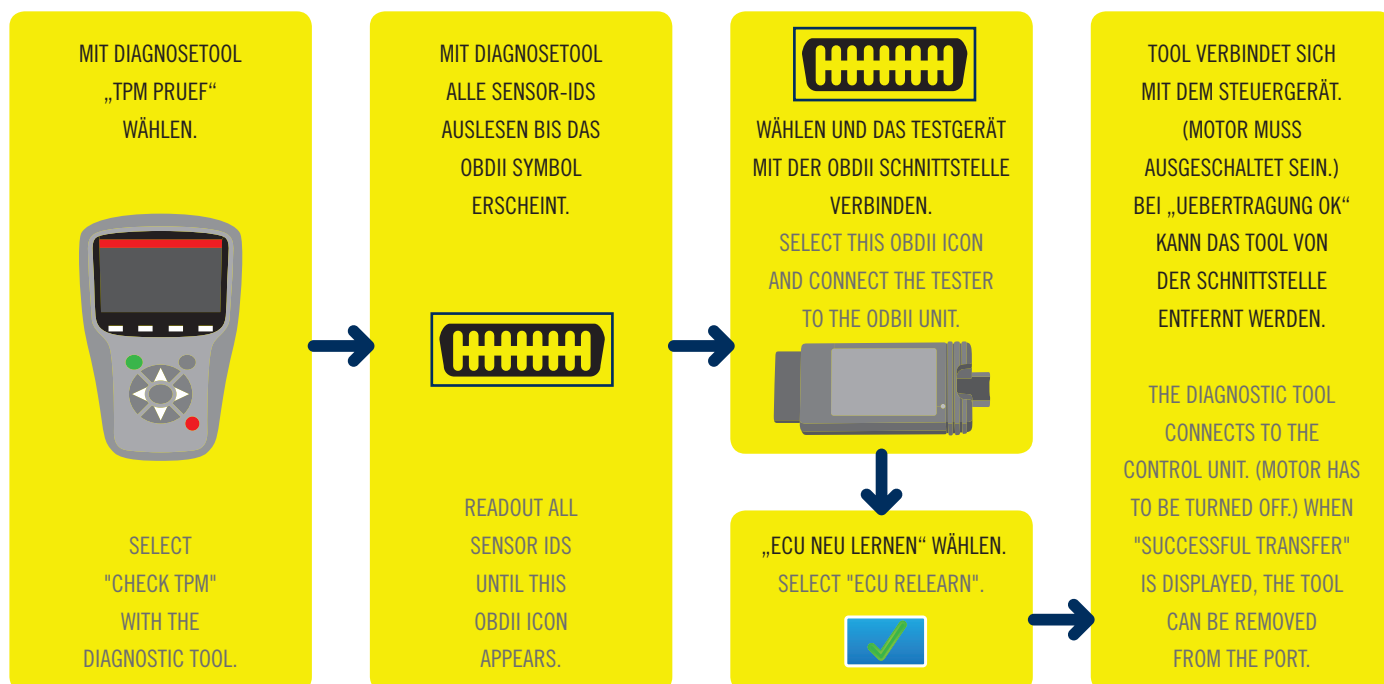 MIT DIAGNOSETOOL
„TPM PRUEF“
WÄHLEN.
SELECT
"CHECK TPM"
WITH THE
DIAGNOSTIC TOOL.
MIT DIAGNOSETOOL
ALLE SENSOR-IDS
AUSLESEN BIS DAS
OBDII SYMBOL
ERSCHEINT.
READOUT ALL
SENSOR IDS
UNTIL THIS
OBDII ICON
APPEARS.
WÄHLEN UND DAS TESTGERÄT
MIT DER OBDII SCHNITTSTELLE
VERBINDEN.
SELECT THIS OBDII ICON
AND CONNECT THE TESTER
TO THE ODBII UNIT.
„ECU NEU LERNEN“ WÄHLEN.
SELECT "ECU RELEARN".
TOOL VERBINDET SICH
MIT DEM STEUERGERÄT.
(MOTOR MUSS
AUSGESCHALTET SEIN.)
BEI „UEBERTRAGUNG OK“
KANN DAS TOOL VON
DER SCHNITTSTELLE
ENTFERNT WERDEN.
THE DIAGNOSTIC TOOL
CONNECTS TO THE
CONTROL UNIT. (MOTOR HAS
TO BE TURNED OFF.) WHEN
"SUCCESSFUL TRANSFER"
IS DISPLAYED, THE TOOL
CAN BE REMOVED
FROM THE PORT.